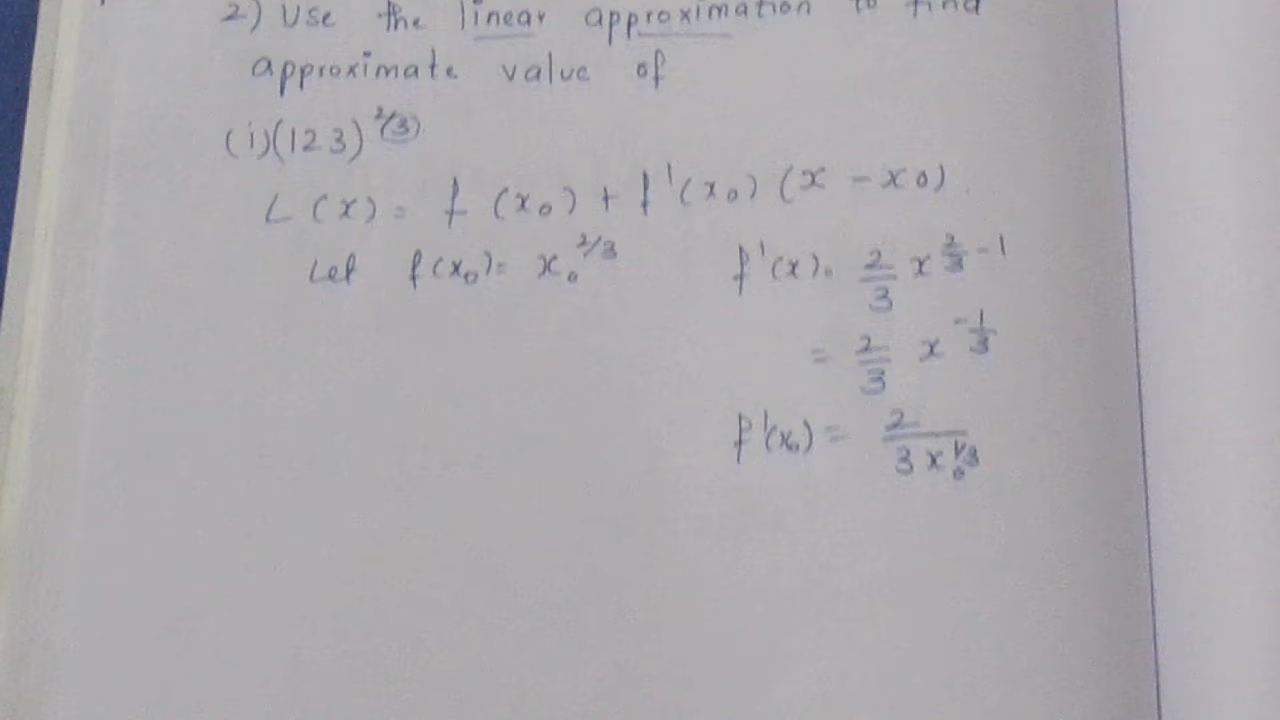 2) Use the linear approximation to find
approximate value of
(i) (123)^(2/3)
L(x) = f(x₀) + f'(x₀)(x - x₀)
Let f(x₀) = x₀^(2/3)
f'(x) = 2/3 x^(2/3 - 1)
= 2/3 x^(-1/3)
f'(x₀) = 2/(3x₀^(1/3))